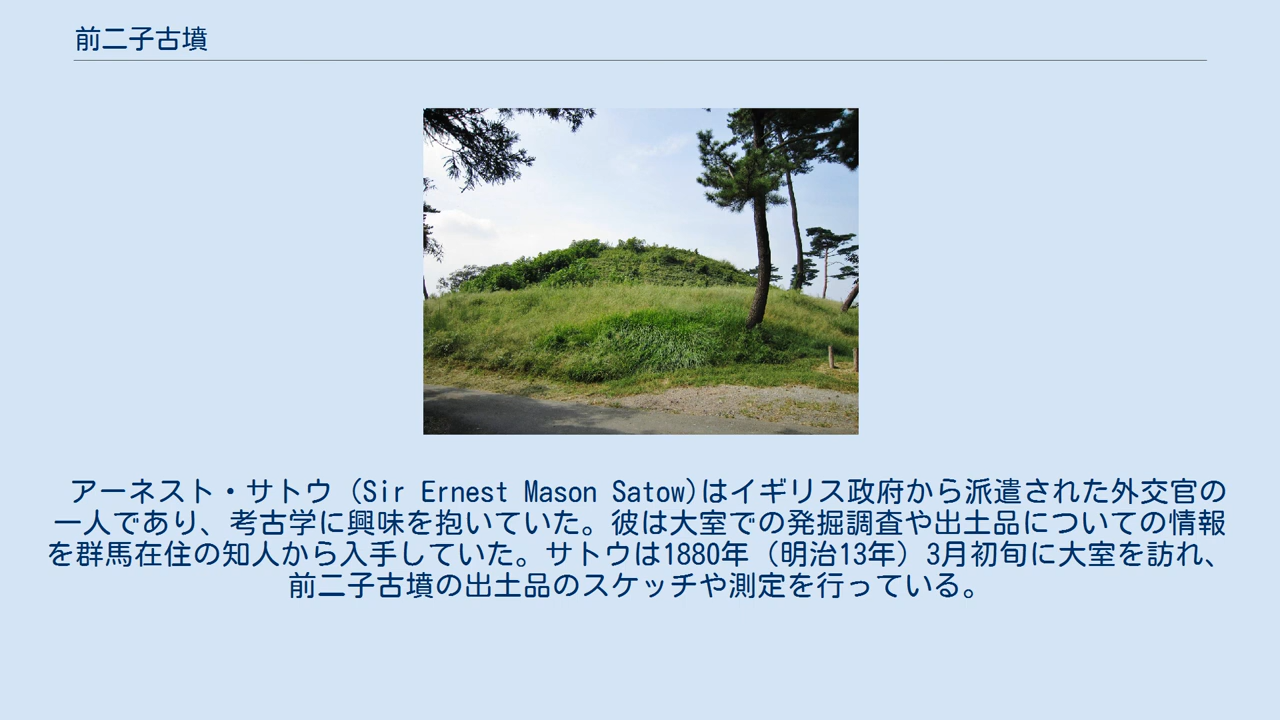 前二子古墳
アーネスト・サトウ (Sir Ernest Mason Satow)はイギリス政府から派遣された外交官の
一人であり、考古学に興味を抱いていた。彼は大室での発掘調査や出土品についての情報
を群馬在住の知人から入手していた。サトウは1880年（明治13年）3月初旬に大室を訪れ、
前二子古墳の出土品のスケッチや測定を行っている。